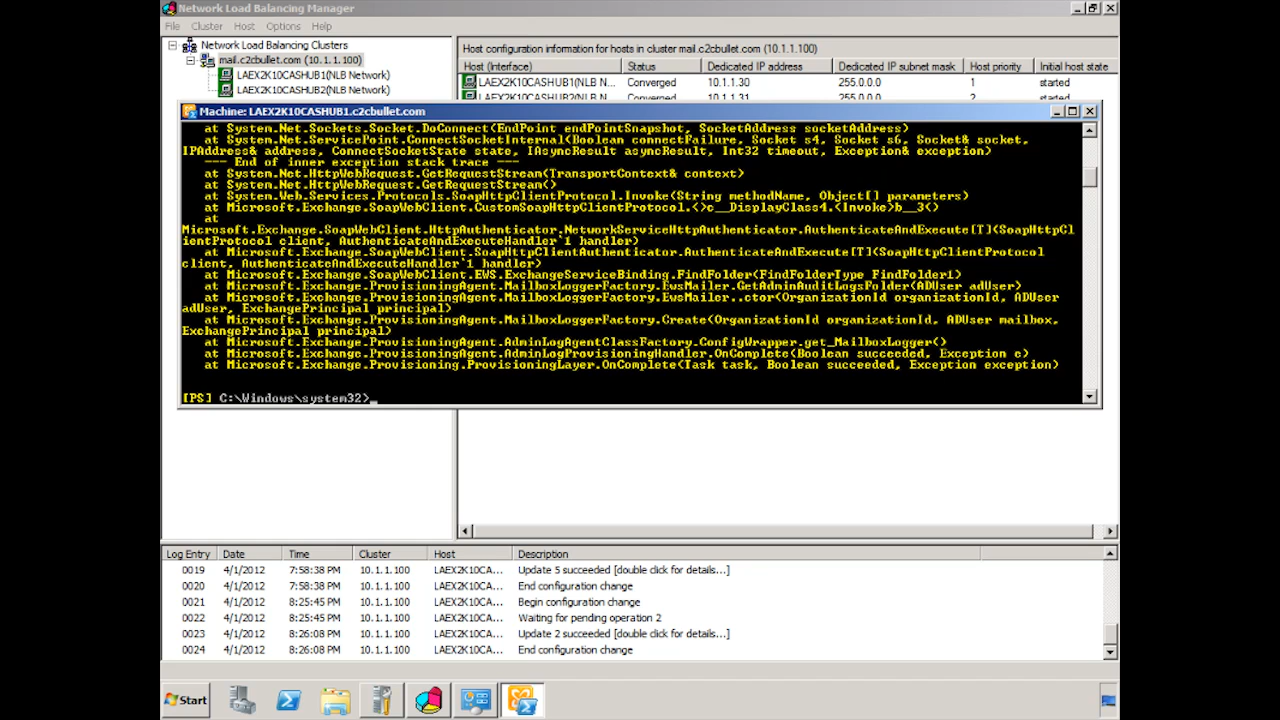 Network Load Balancing Manager
File Cluster Host Options Help
Network Load Balancing Clusters
mail.c2cbullet.com (10.1.1.100)
LAEX2K10CASHUB1(NLB Network)
LAEX2K10CASHUB2(NLB Network)
Host configuration information for hosts in cluster mail.c2cbullet.com (10.1.1.100)
Host (Interface) Status Dedicated IP address Dedicated IP subnet mask Host priority Initial host state
LAEX2K10CASHUB1(NLB N... Converged 10.1.1.30 255.0.0.0 1 started
LAEX2K10CASHUB2(NLB N... Converged 10.1.1.31 255.0.0.0 2 started
Machine: LAEX2K10CASHUB1.c2cbullet.com
at System.Net.Sockets.Socket.DoConnect(EndPoint endPointSnapshot, SocketAddress socketAddress)
at System.Net.ServicePoint.ConnectSocketInternal(Boolean connectFailure, Socket s4, Socket s6, Socket& socket,
IPAddress& address, ConnectSocketState state, IAsyncResult asyncResult, Int32 timeout, Exception& exception)
--- End of inner exception stack trace ---
at System.Net.HttpWebRequest.GetRequestStream(TransportContext& context)
at System.Net.HttpWebRequest.GetRequestStream()
at System.Web.Services.Protocols.SoapHttpClientProtocol.Invoke(String methodName, Object[] parameters)
at Microsoft.Exchange.SoapWebClient.CustomSoapHttpClientProtocol.<>c__DisplayClass4.<Invoke>b__3()
at
Microsoft.Exchange.SoapWebClient.HttpAuthenticator.NetworkServiceHttpAuthenticator.AuthenticateAndExecute[T](SoapHttpCl
ientProtocol client, AuthenticateAndExecuteHandler`1 handler)
at Microsoft.Exchange.SoapWebClient.SoapHttpClientAuthenticator.AuthenticateAndExecute[T](SoapHttpClientProtocol
client, AuthenticateAndExecuteHandler`1 handler)
at Microsoft.Exchange.SoapWebClient.EWS.ExchangeServiceBinding.FindFolder(FindFolderType FindFolder1)
at Microsoft.Exchange.ProvisioningAgent.MailboxLoggerFactory.EwsMailer.GetAdminAuditLogsFolder(ADUser adUser)
at Microsoft.Exchange.ProvisioningAgent.MailboxLoggerFactory.EwsMailer..ctor(OrganizationId organizationId, ADUser
adUser, ExchangePrincipal principal)
at Microsoft.Exchange.ProvisioningAgent.MailboxLoggerFactory.Create(OrganizationId organizationId, ADUser mailbox,
ExchangePrincipal principal)
at Microsoft.Exchange.ProvisioningAgent.AdminLogAgentClassFactory.ConfigWrapper.get_MailboxLogger()
at Microsoft.Exchange.ProvisioningAgent.AdminLogProvisioningHandler.OnComplete(Boolean succeeded, Exception e)
at Microsoft.Exchange.Provisioning.ProvisioningLayer.OnComplete(Task task, Boolean succeeded, Exception exception)
[PS] C:\Windows\system32>_
Log Entry Date Time Cluster Host Description
0019 4/1/2012 7:58:38 PM 10.1.1.100 LAEX2K10CA... Update 5 succeeded [double click for details...]
0020 4/1/2012 7:58:38 PM 10.1.1.100 LAEX2K10CA... End configuration change
0021 4/1/2012 8:25:45 PM 10.1.1.100 LAEX2K10CA... Begin configuration change
0022 4/1/2012 8:25:45 PM 10.1.1.100 LAEX2K10CA... Waiting for pending operation 2
0023 4/1/2012 8:26:08 PM 10.1.1.100 LAEX2K10CA... Update 2 succeeded [double click for details...]
0024 4/1/2012 8:26:08 PM 10.1.1.100 LAEX2K10CA... End configuration change
Start